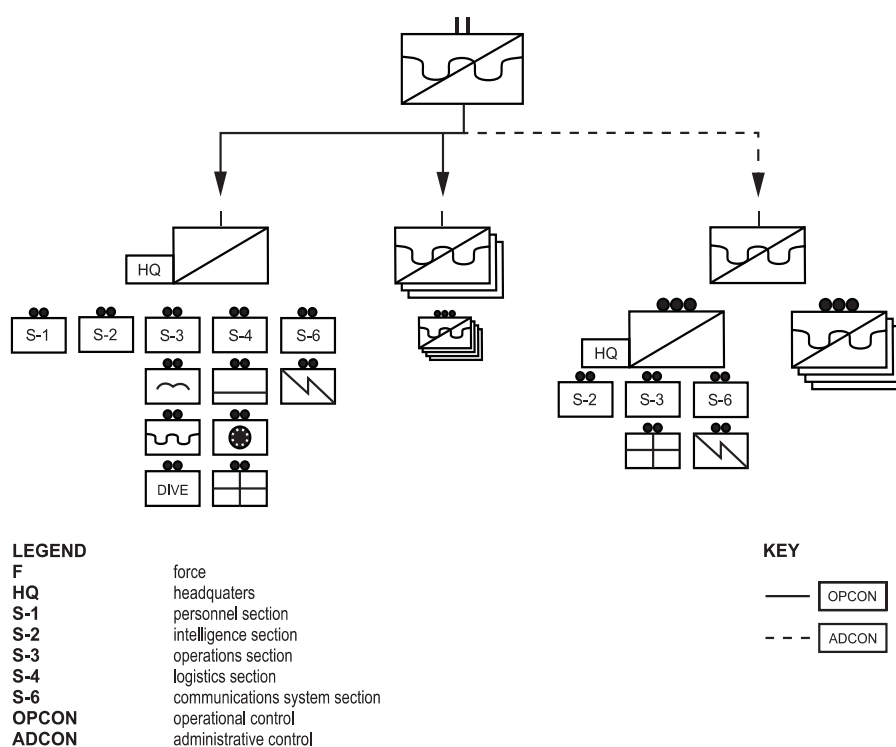 HQ
S-1 S-2 S-3 S-4 S-6
DIVE
HQ
S-2 S-3 S-6
LEGEND
F force
HQ headquaters
S-1 personnel section
S-2 intelligence section
S-3 operations section
S-4 logistics section
S-6 communications system section
OPCON operational control
ADCON administrative control
KEY
OPCON
ADCON